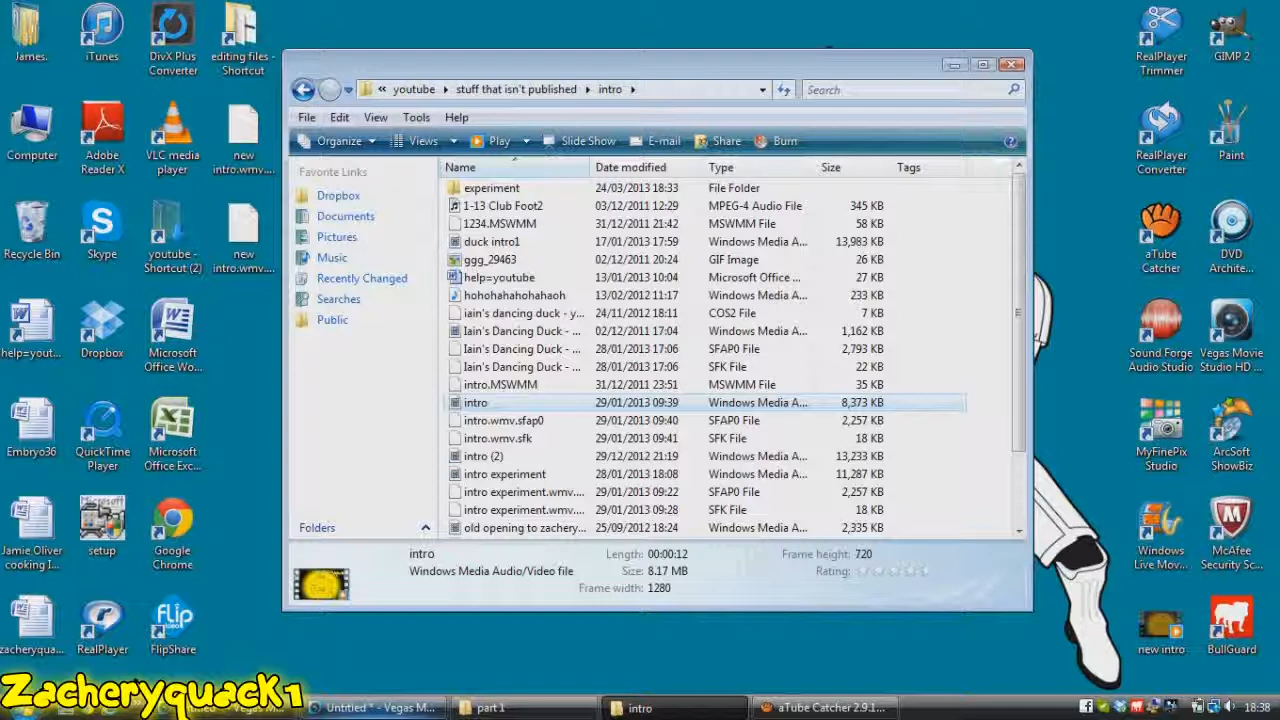 James.
iTunes
DivX Plus
Converter
editing files -
Shortcut
Computer
Adobe
Reader X
VLC media
player
new
intro.wmv....
Recycle Bin
Skype
youtube -
Shortcut (2)
new
intro.wmv....
help=yout...
Dropbox
Microsoft
Office Wo...
Embryo36
QuickTime
Player
Microsoft
Office Exc...
Jamie Oliver
cooking I...
setup
Google
Chrome
zacheryqua...
RealPlayer
FlipShare
« youtube stuff that isn't published intro
Search
File Edit View Tools Help
Organize Views Play Slide Show E-mail Share Burn
Favorite Links
Dropbox
Documents
Pictures
Music
Recently Changed
Searches
Public
Folders
Name Date modified Type Size Tags
experiment 24/03/2013 18:33 File Folder
1-13 Club Foot2 03/12/2011 12:29 MPEG-4 Audio File 345 KB
1234.MSWMM 31/12/2011 21:42 MSWMM File 58 KB
duck intro1 17/01/2013 17:59 Windows Media A... 13,983 KB
ggg_29463 02/12/2011 20:24 GIF Image 26 KB
help=youtube 13/01/2013 10:04 Microsoft Office ... 27 KB
hohohahahohahaoh 13/02/2012 11:17 Windows Media A... 233 KB
iain's dancing duck - y... 24/11/2012 18:11 COS2 File 7 KB
Iain's Dancing Duck - ... 02/12/2011 17:04 Windows Media A... 1,162 KB
Iain's Dancing Duck - ... 28/01/2013 17:06 SFAP0 File 2,793 KB
Iain's Dancing Duck - ... 28/01/2013 17:06 SFK File 22 KB
intro.MSWMM 31/12/2011 23:51 MSWMM File 35 KB
intro 29/01/2013 09:39 Windows Media A... 8,373 KB
intro.wmv.sfap0 29/01/2013 09:40 SFAP0 File 2,257 KB
intro.wmv.sfk 29/01/2013 09:41 SFK File 18 KB
intro (2) 29/12/2012 21:19 Windows Media A... 13,233 KB
intro experiment 28/01/2013 18:08 Windows Media A... 11,287 KB
intro experiment.wmv.... 29/01/2013 09:22 SFAP0 File 2,257 KB
intro experiment.wmv.... 29/01/2013 09:28 SFK File 18 KB
old opening to zachery... 25/09/2012 18:24 Windows Media A... 2,335 KB
intro Length: 00:00:12 Frame height: 720
Windows Media Audio/Video file Size: 8.17 MB Rating:
Frame width: 1280
RealPlayer
Trimmer
GIMP 2
RealPlayer
Converter
Paint
aTube
Catcher
DVD
Archite...
Sound Forge
Audio Studio
Vegas Movie
Studio HD ...
MyFinePix
Studio
ArcSoft
ShowBiz
Windows
Live Mov...
McAfee
Security Sc...
new intro
BullGuard
Zacheryquack1
Untitled * - Vegas M...
part 1
intro
aTube Catcher 2.9.1...
18:38